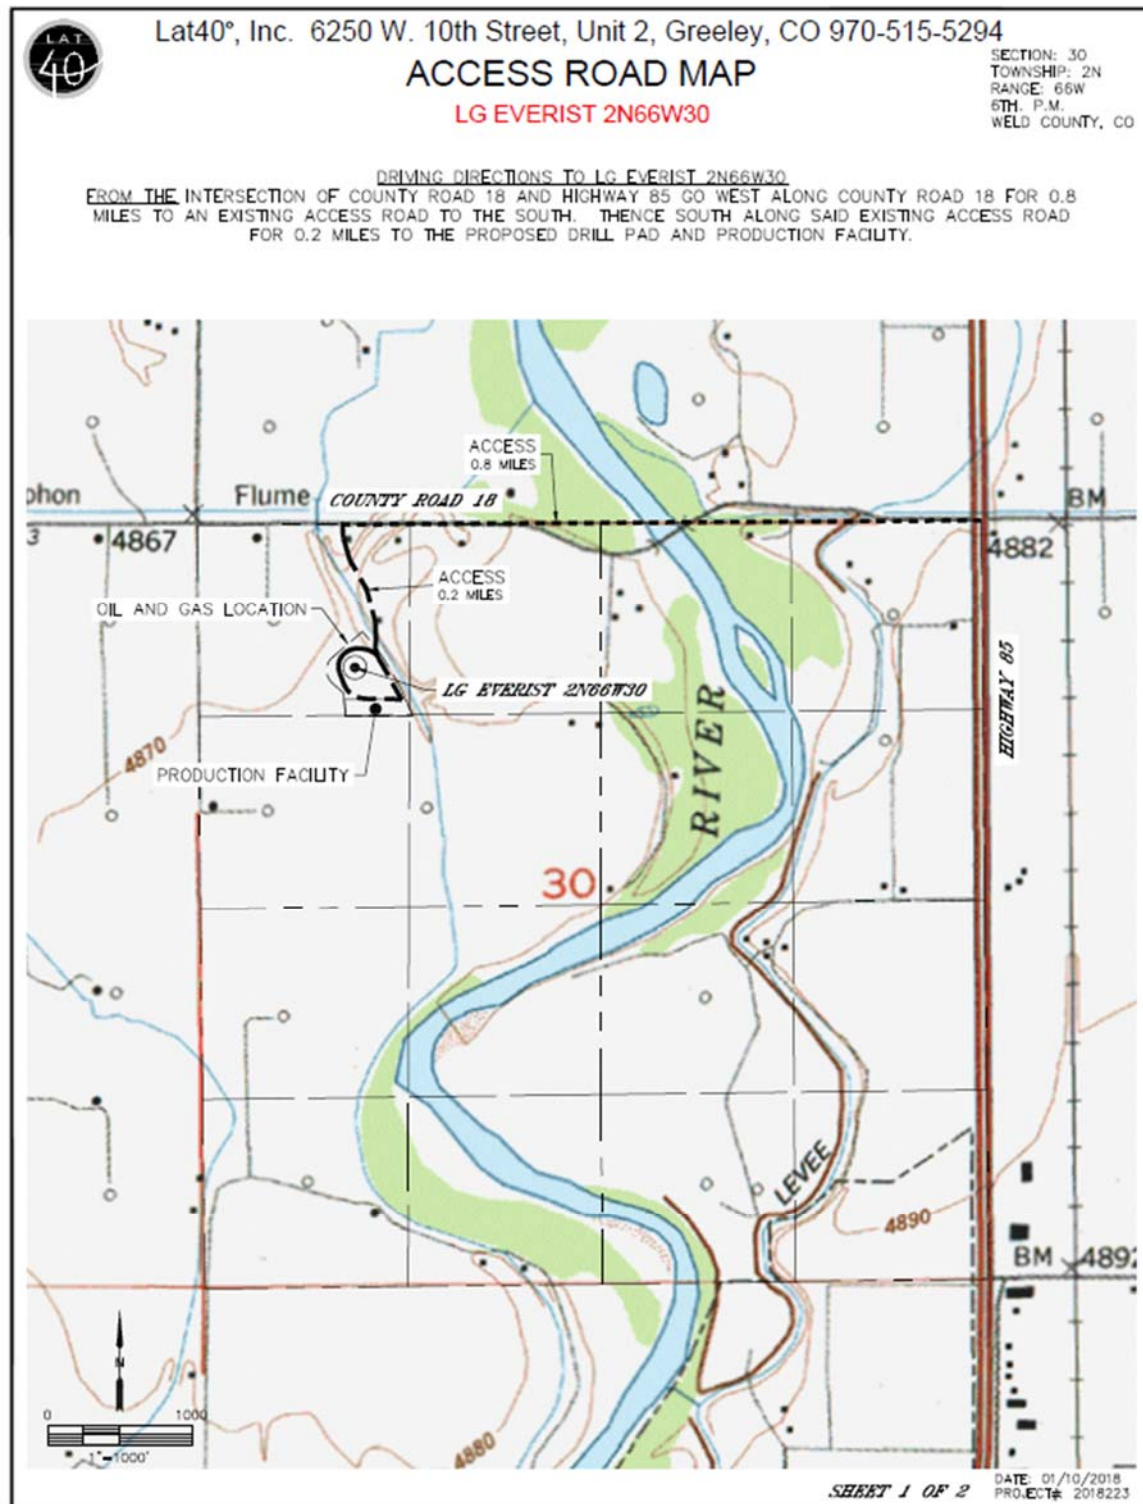 LAT
40
Lat40°, Inc. 6250 W. 10th Street, Unit 2, Greeley, CO 970-515-5294
ACCESS ROAD MAP
LG EVERIST 2N66W30
SECTION: 30
TOWNSHIP: 2N
RANGE: 66W
6TH. P.M.
WELD COUNTY, CO
DRIVING DIRECTIONS TO LG EVERIST 2N66W30
FROM THE INTERSECTION OF COUNTY ROAD 18 AND HIGHWAY 85 GO WEST ALONG COUNTY ROAD 18 FOR 0.8
MILES TO AN EXISTING ACCESS ROAD TO THE SOUTH. THENCE SOUTH ALONG SAID EXISTING ACCESS ROAD
FOR 0.2 MILES TO THE PROPOSED DRILL PAD AND PRODUCTION FACILITY.
ACCESS
0.8 MILES
phon
Flume
COUNTY ROAD 18
BM
3
4867
4882
ACCESS
0.2 MILES
OIL AND GAS LOCATION
LG EVERIST 2N66W30
HIGHWAY 85
RIVER
4870
PRODUCTION FACILITY
30
LEVEE
4890
BM
4892
N
0
1000
1"=1000'
4880
SHEET 1 OF 2
DATE: 01/10/2018
PROJECT#: 2018223